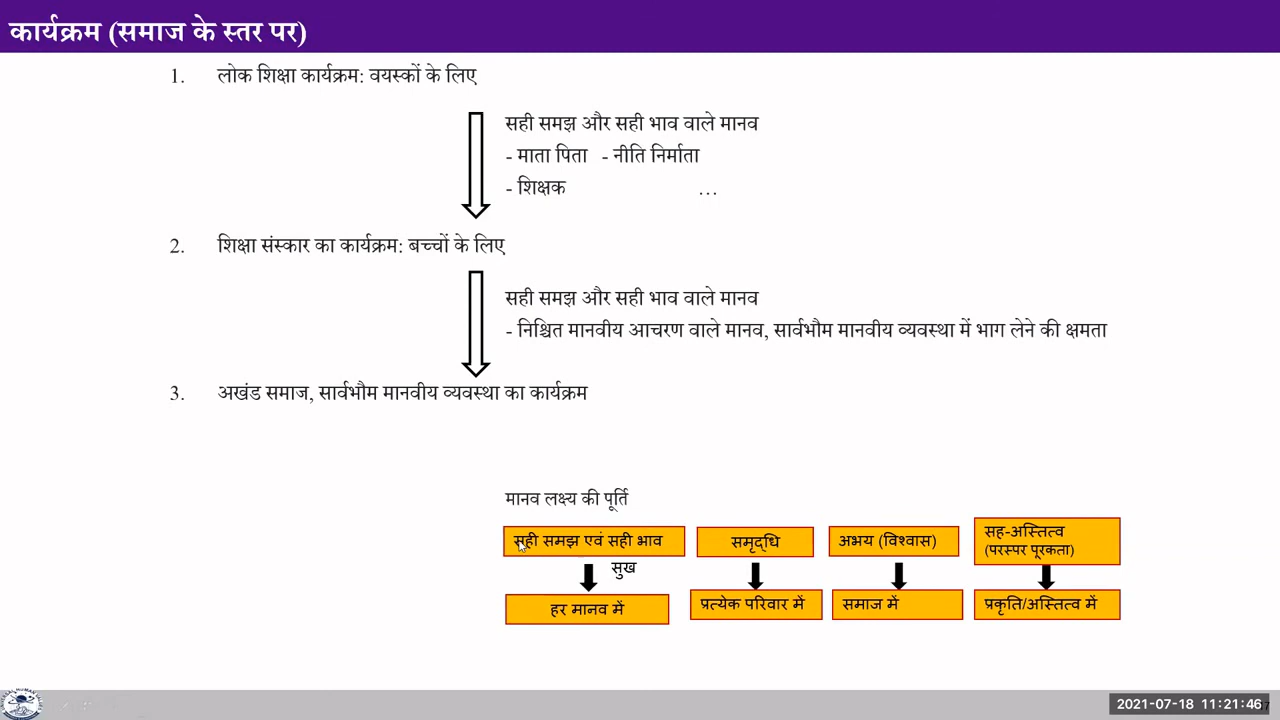 कार्यक्रम (समाज के स्तर पर)
1. लोक शिक्षा कार्यक्रम: वयस्कों के लिए
सही समझ और सही भाव वाले मानव
- माता पिता - नीति निर्माता
- शिक्षक ...
2. शिक्षा संस्कार का कार्यक्रम: बच्चों के लिए
सही समझ और सही भाव वाले मानव
- निश्चित मानवीय आचरण वाले मानव, सार्वभौम मानवीय व्यवस्था में भाग लेने की क्षमता
3. अखंड समाज, सार्वभौम मानवीय व्यवस्था का कार्यक्रम
मानव लक्ष्य की पूर्ति
सही समझ एवं सही भाव
समृद्धि
अभय (विश्वास)
सह-अस्तित्व
(परस्पर पूरकता)
सुख
हर मानव में
प्रत्येक परिवार में
समाज में
प्रकृति/अस्तित्व में
2021-07-18 11:21:46